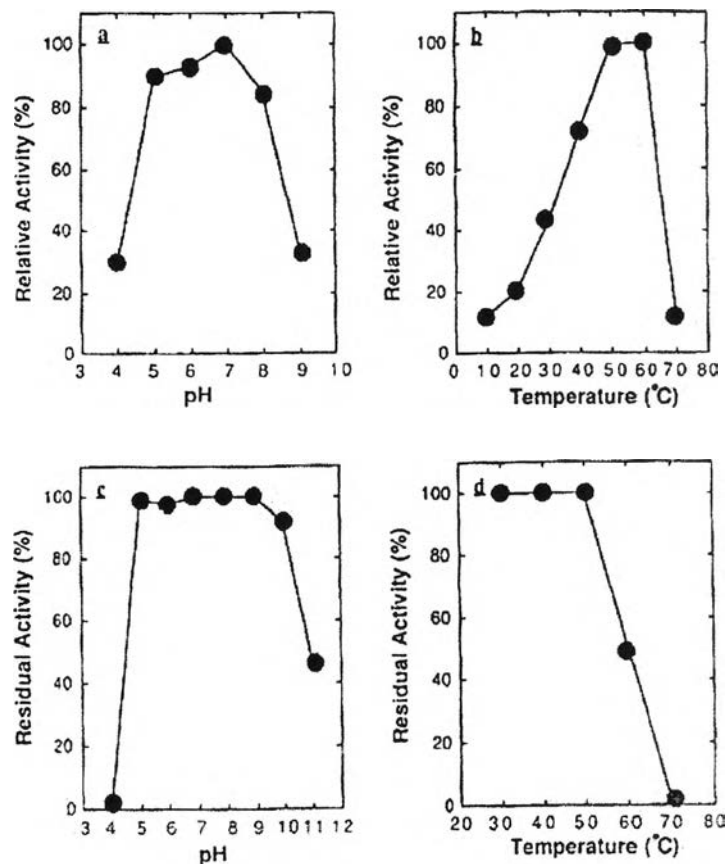 a
Relative Activity (%)
100
80
60
40
20
0
4 5 6 7 8 9 10
pH
b
Relative Activity (%)
100
80
60
40
20
0
0 10 20 30 40 50 60 70 80
Temperature (°C)
c
Residual Activity (%)
100
80
60
40
20
0
3 4 5 6 7 8 9 10 11 12
pH
d
Residual Activity (%)
100
80
60
40
20
0
20 30 40 50 60 70 80
Temperature (°C)